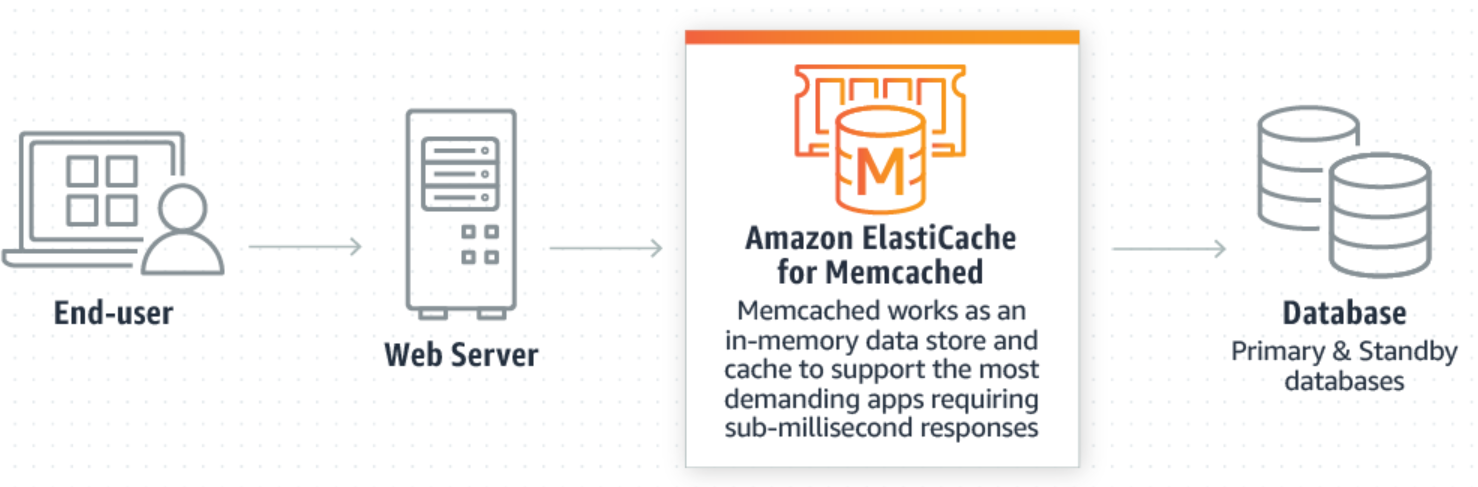 End-user
Web Server
M
Amazon ElastiCache
for Memcached
Memcached works as an
in-memory data store and
cache to support the most
demanding apps requiring
sub-millisecond responses
Database
Primary & Standby
databases